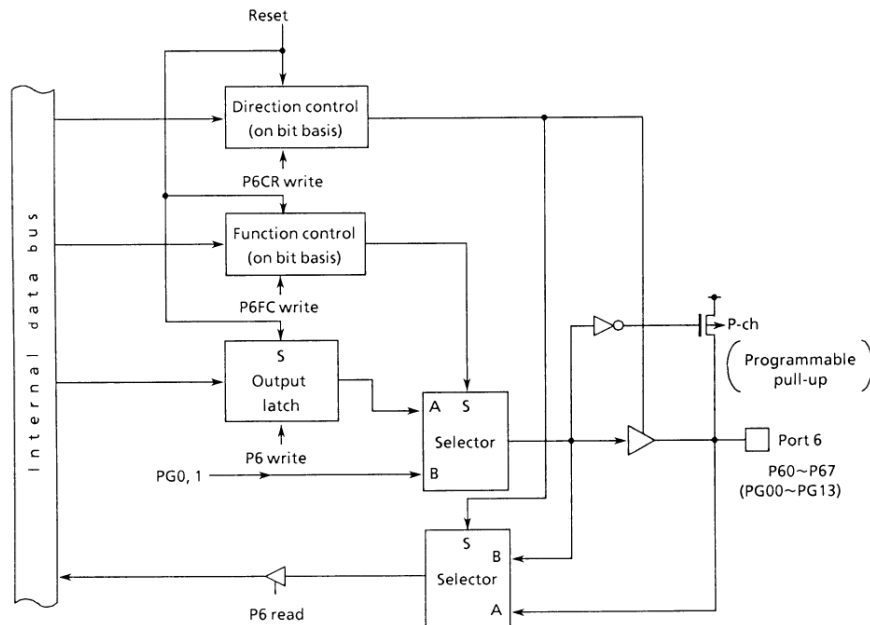 Reset
Direction control
(on bit basis)
P6CR write
Function control
(on bit basis)
P6FC write
Internal data bus
S
Output
latch
P6 write
PG0, 1
A S
Selector
B
P-ch
(Programmable
pull-up)
Port 6
P60~P67
(PG00~PG13)
S
B
Selector
A
P6 read